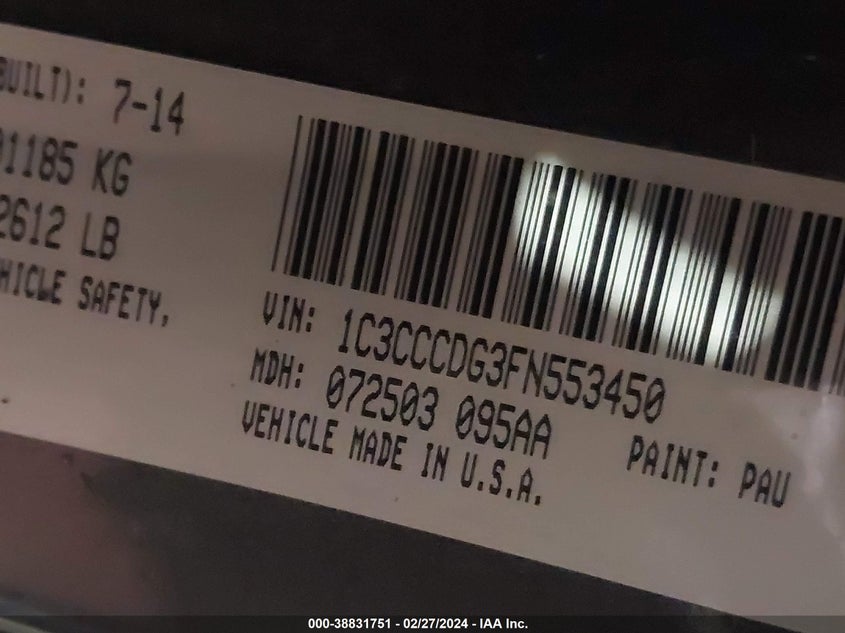 BUILT): 7-14
1185 KG
2612 LB
HICLE SAFETY,
VIN: 1C3CCCDG3FN553450
MDH: 072503 095AA
VEHICLE MADE IN U.S.A.
PAINT: PAU
000-38831751 - 02/27/2024 - IAA Inc.